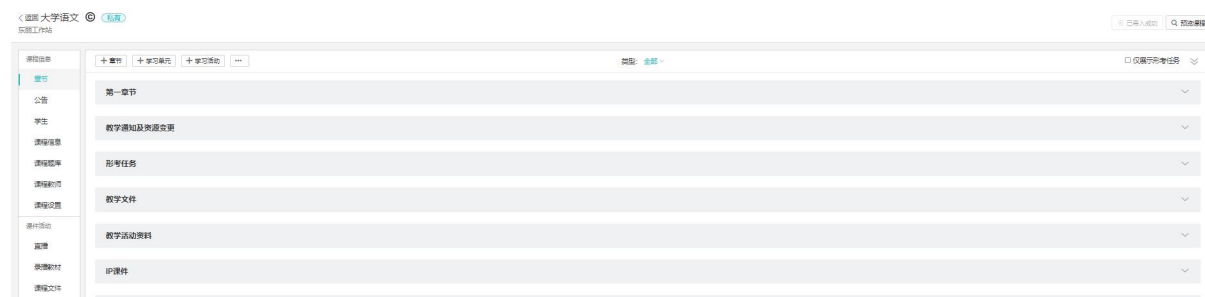 < 返回 大学语文 © 私有
东丽工作站
已导入成功 预览课程
课程信息
章节
公告
学生
课程信息
课程题库
课程教师
课程设置
课件活动
直播
录播教材
课程文件
+ 章节 + 学习单元 + 学习活动 ...
类型: 全部
仅展示形考任务
第一章节
教学通知及资源变更
形考任务
教学文件
教学活动资料
IP课件